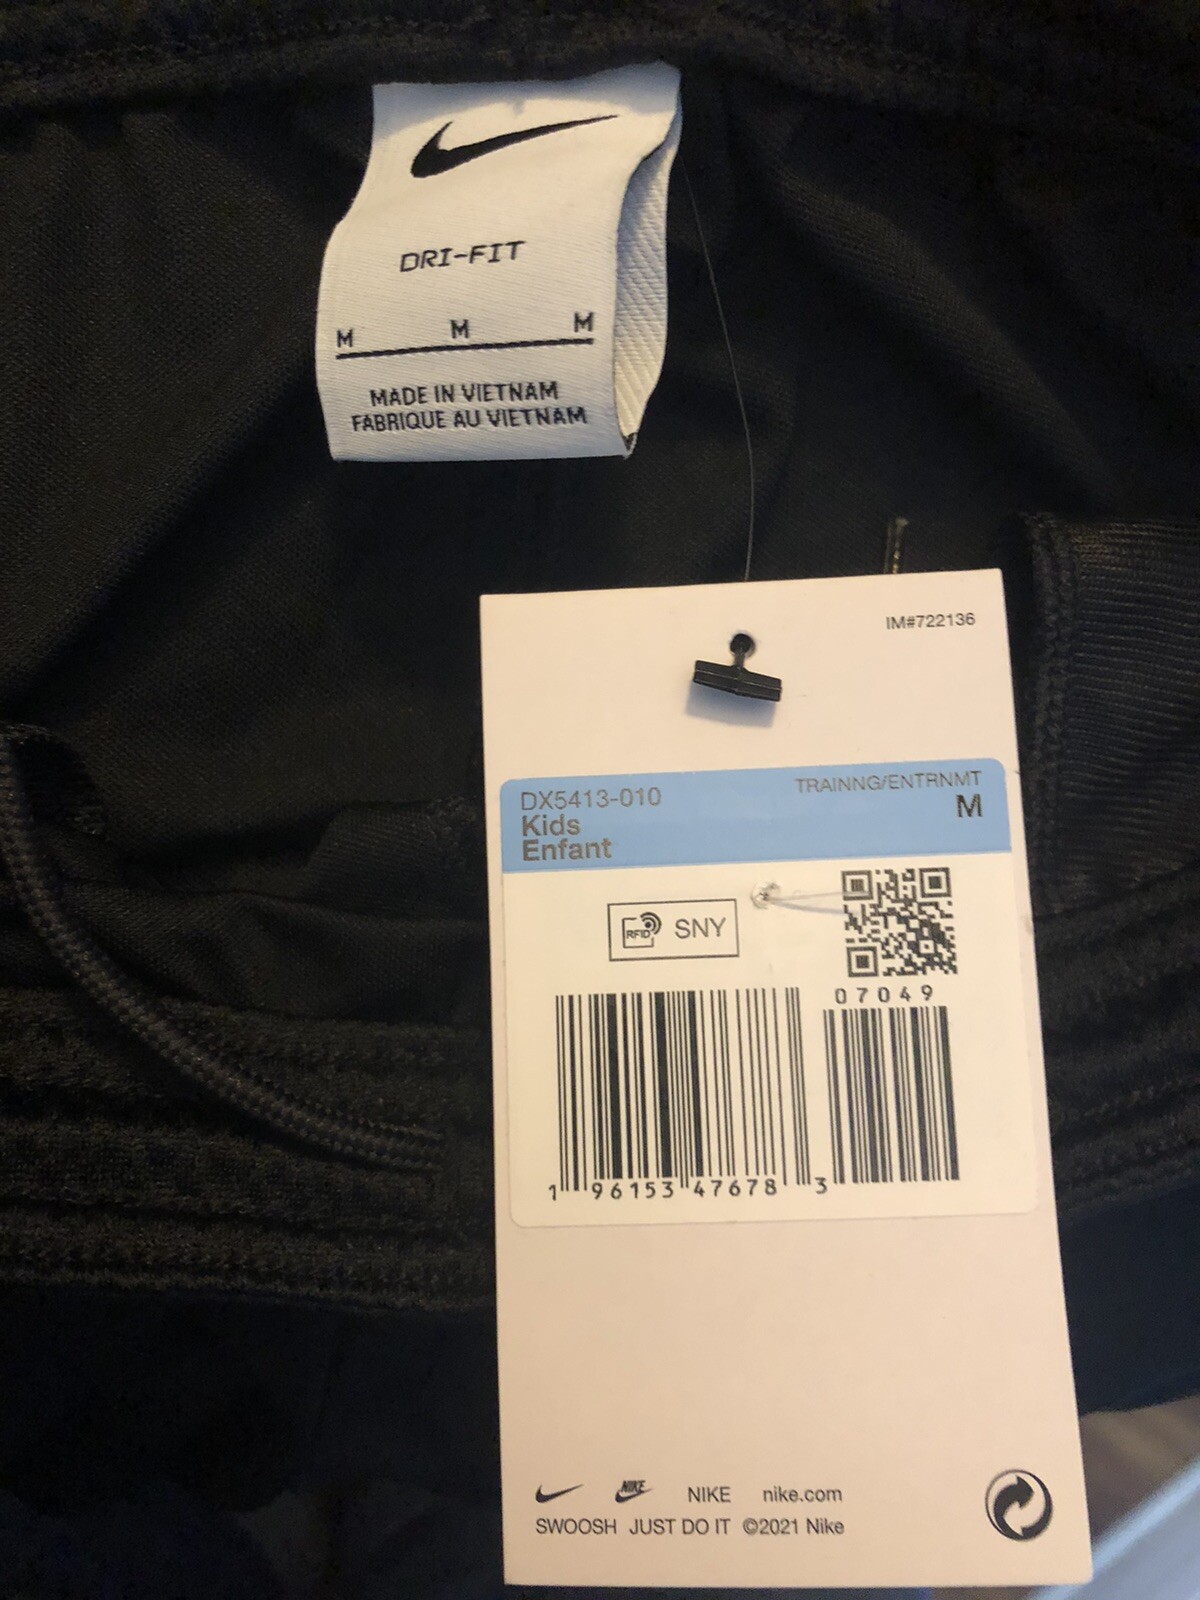 DRI-FIT
M M M
MADE IN VIETNAM
FABRIQUE AU VIETNAM
IM#722136
DX5413-010
TRAINNG/ENTRNMT
Kids
M
Enfant
RFID SNY
07049
1 96153 47678 3
NIKE NIKE nike.com
SWOOSH JUST DO IT ©2021 Nike